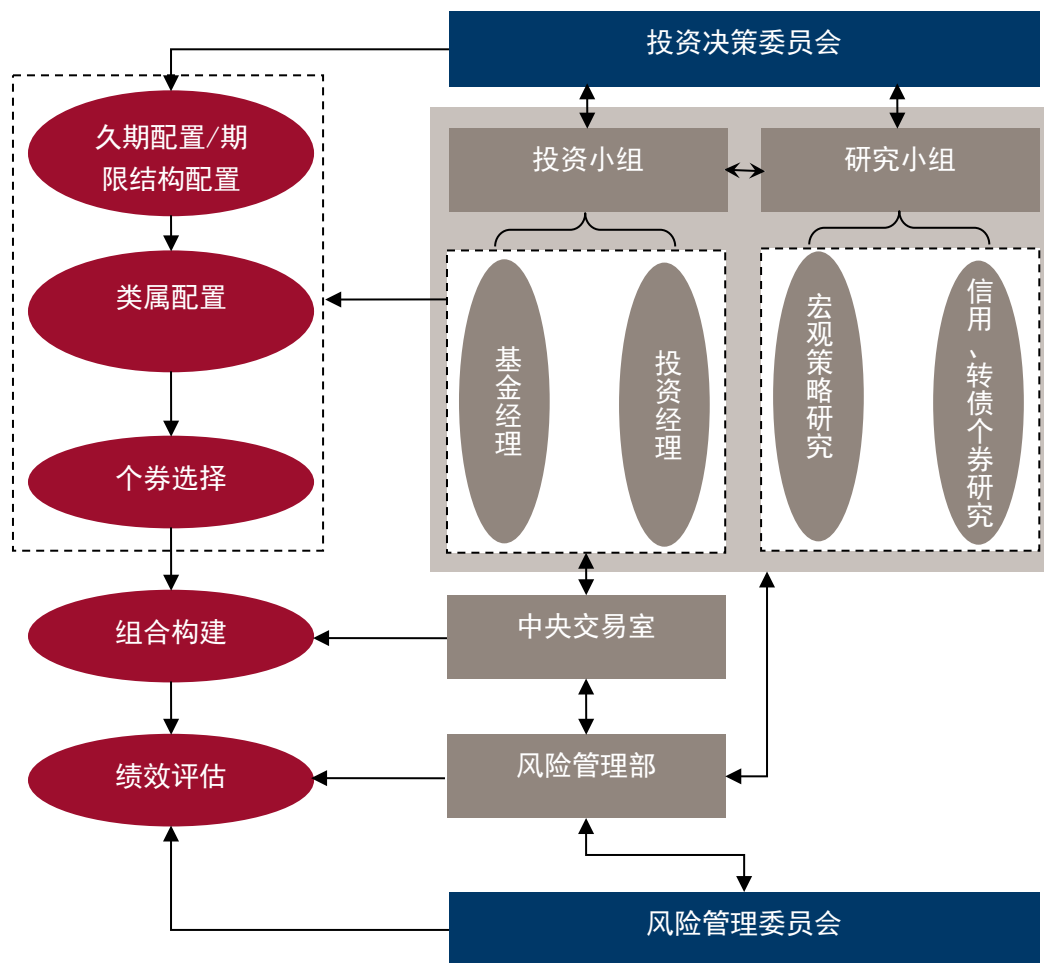 投资决策委员会
久期配置/期
限结构配置
投资小组
研究小组
类属配置
基金经理
投资经理
宏观策略研究
信用、转债个券研究
个券选择
组合构建
中央交易室
绩效评估
风险管理部
风险管理委员会